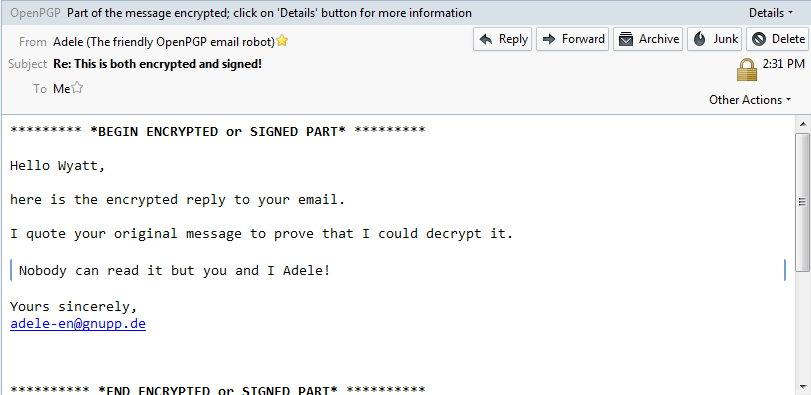 OpenPGP Part of the message encrypted; click on 'Details' button for more information Details
From Adele (The friendly OpenPGP email robot) Reply Forward Archive Junk Delete
Subject Re: This is both encrypted and signed! 2:31 PM
To Me
Other Actions
********* *BEGIN ENCRYPTED or SIGNED PART* *********
Hello Wyatt,
here is the encrypted reply to your email.
I quote your original message to prove that I could decrypt it.
Nobody can read it but you and I Adele!
Yours sincerely,
adele-en@gnupp.de
********** *END ENCRYPTED or SIGNED PART* **********